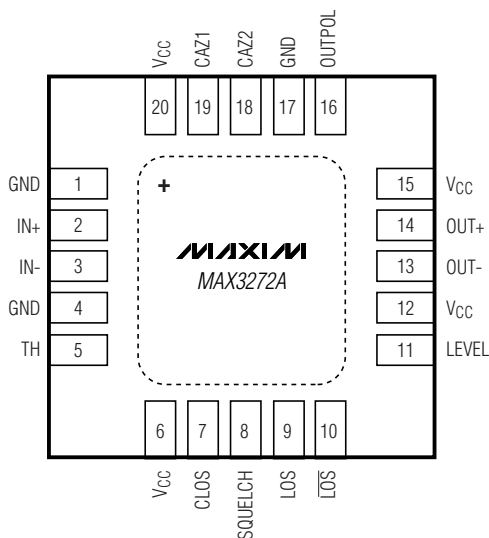 VCC
CAZ1
CAZ2
GND
OUTPOL
20
19
18
17
16
GND 1
IN+ 2
IN- 3
GND 4
TH 5
+
MAXIM
MAX3272A
15 VCC
14 OUT+
13 OUT-
12 VCC
11 LEVEL
6
7
8
9
10
VCC
CLOS
SQUELCH
LOS
L̅O̅S̅